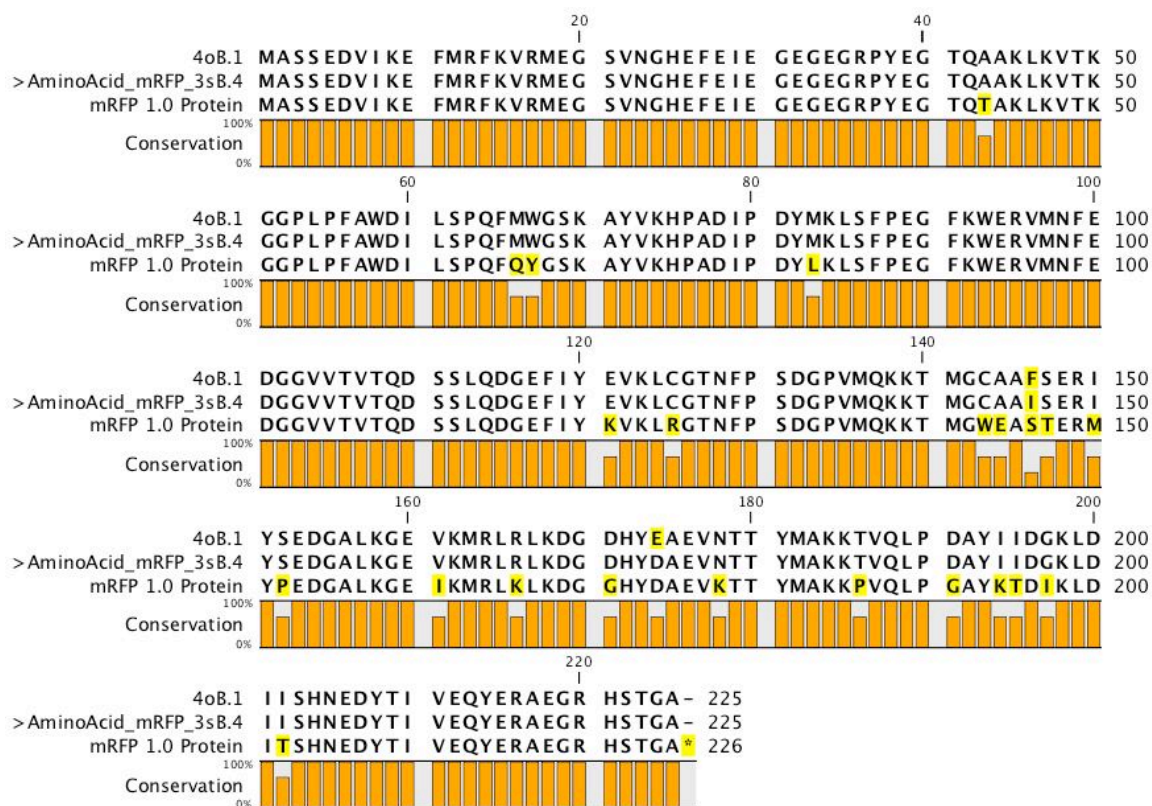 20 40
4oB.1 MASSEDVIKE FMRFKVRMEG SVNGHEFEIE GEGEGRPYEG TQAAKLKVTK 50
>AminoAcid_mRFP_3sB.4 MASSEDVIKE FMRFKVRMEG SVNGHEFEIE GEGEGRPYEG TQAAKLKVTK 50
mRFP 1.0 Protein MASSEDVIKE FMRFKVRMEG SVNGHEFEIE GEGEGRPYEG TQTAKLKVTK 50
100%
Conservation
0%
60 80 100
4oB.1 GGPLPFAWDI LSPQFMWGSK AYVKHPADIP DYMKLSFPEG FKWERVMNFE 100
>AminoAcid_mRFP_3sB.4 GGPLPFAWDI LSPQFMWGSK AYVKHPADIP DYMKLSFPEG FKWERVMNFE 100
mRFP 1.0 Protein GGPLPFAWDI LSPQFQYGSK AYVKHPADIP DYLKLSFPEG FKWERVMNFE 100
100%
Conservation
0%
120 140
4oB.1 DGGVVTVTQD SSLQDGEFIY EVKLCGTNFP SDGPVMQKKT MGCAAFSERI 150
>AminoAcid_mRFP_3sB.4 DGGVVTVTQD SSLQDGEFIY EVKLCGTNFP SDGPVMQKKT MGCAAISERI 150
mRFP 1.0 Protein DGGVVTVTQD SSLQDGEFIY KVKLRGTNFP SDGPVMQKKT MGWEASTERM 150
100%
Conservation
0%
160 180 200
4oB.1 YSEDGALKGE VKMRLRLKDG DHYEAEVNTT YMAKKTVQLP DAYIIDGKLD 200
>AminoAcid_mRFP_3sB.4 YSEDGALKGE VKMRLRLKDG DHYDAEVNTT YMAKKTVQLP DAYIIDGKLD 200
mRFP 1.0 Protein YPEDGALKGE IKMRLKLKDG GHYDAEVKTT YMAKKPVQLP GAYKTDIKLD 200
100%
Conservation
0%
220
4oB.1 IISHNEDYTI VEQYERAEGR HSTGA- 225
>AminoAcid_mRFP_3sB.4 IISHNEDYTI VEQYERAEGR HSTGA- 225
mRFP 1.0 Protein ITSHNEDYTI VEQYERAEGR HSTGA* 226
100%
Conservation
0%